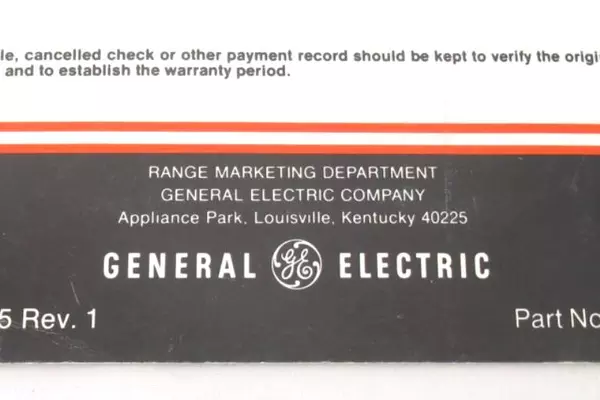 le, cancelled check or other payment record should be kept to verify the origi
and to establish the warranty period.
RANGE MARKETING DEPARTMENT
GENERAL ELECTRIC COMPANY
Appliance Park, Louisville, Kentucky 40225
GENERAL GE ELECTRIC
5 Rev. 1
Part No